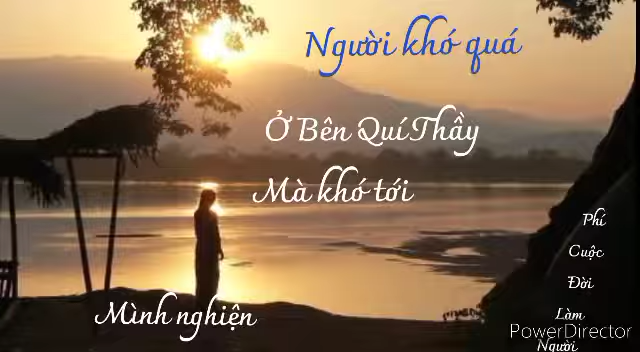 Người khó quá
Ở Bên Quí Thầy
Mà khó tới
Mình nghiện
Phí
Cuộc
Đời
Làm
Người
PowerDirector